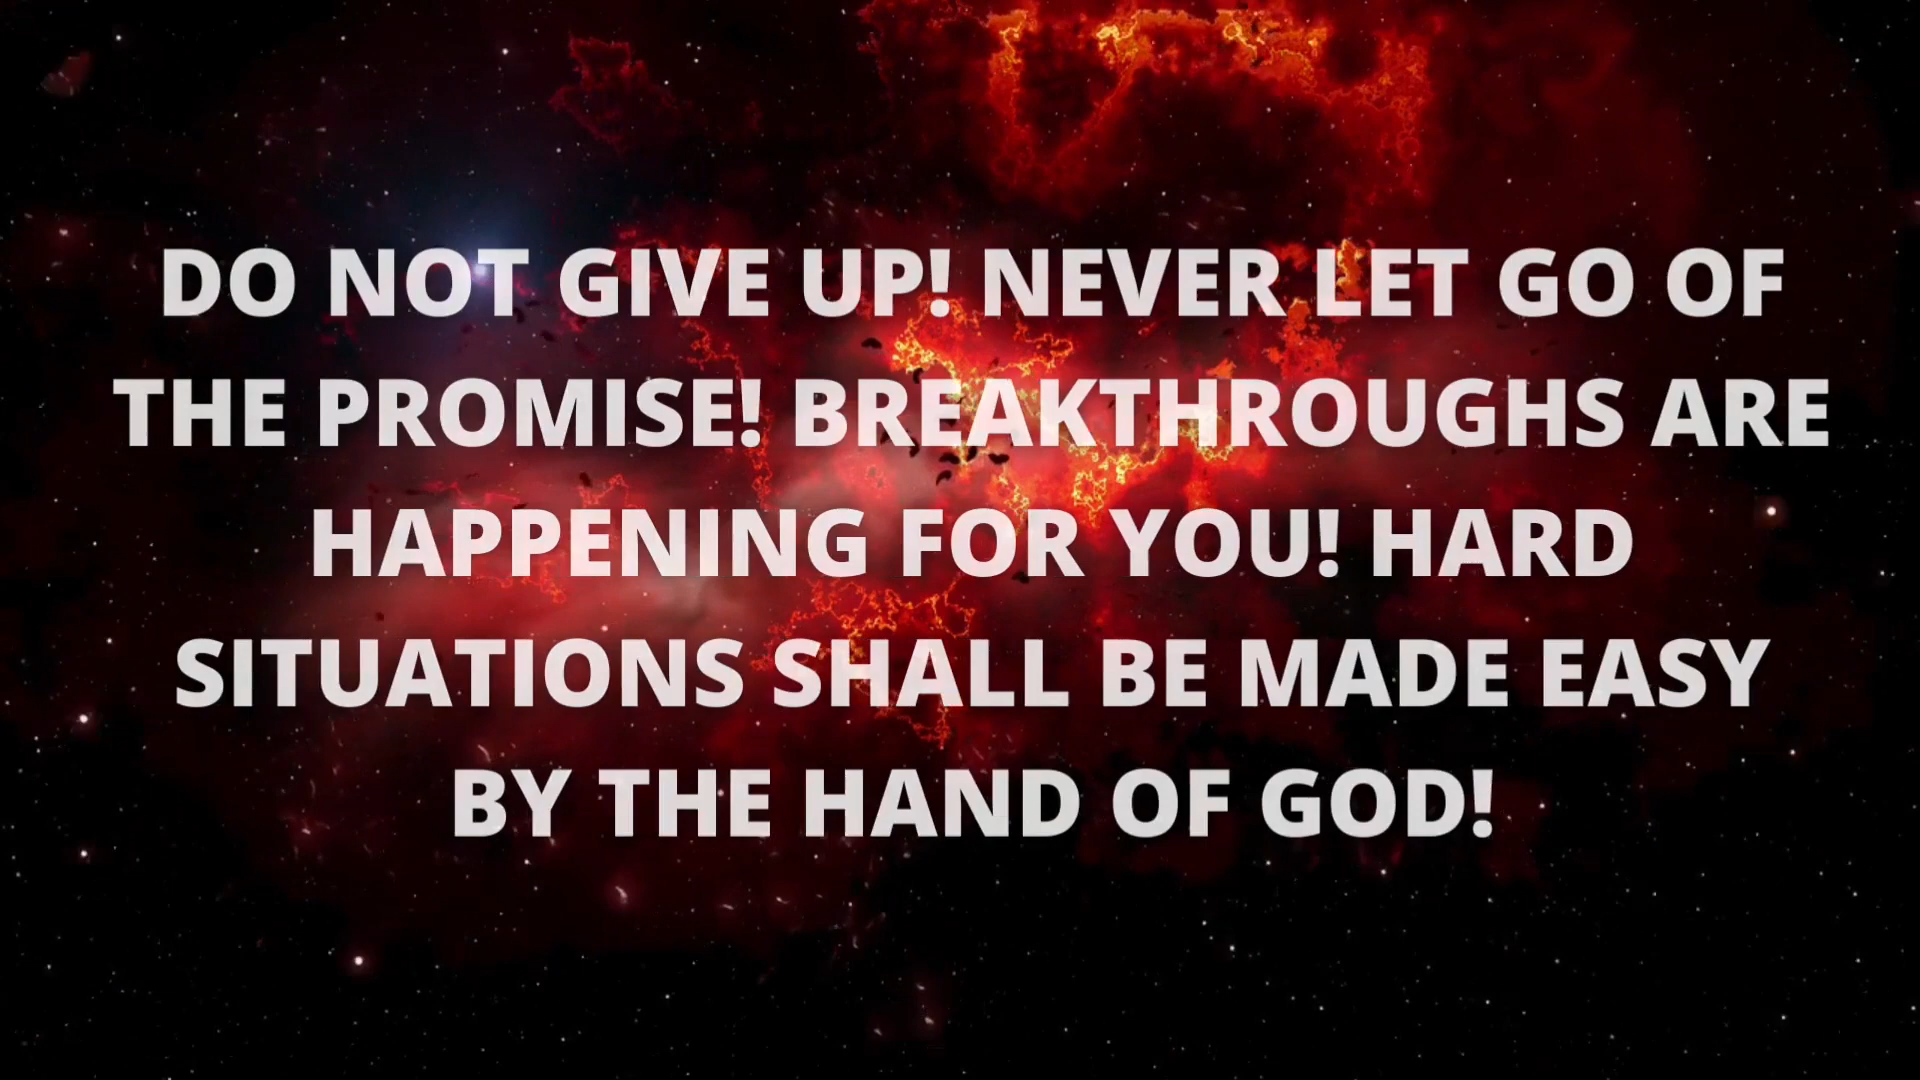 DO NOT GIVE UP! NEVER LET GO OF
THE PROMISE! BREAKTHROUGHS ARE
HAPPENING FOR YOU! HARD
SITUATIONS SHALL BE MADE EASY
BY THE HAND OF GOD!